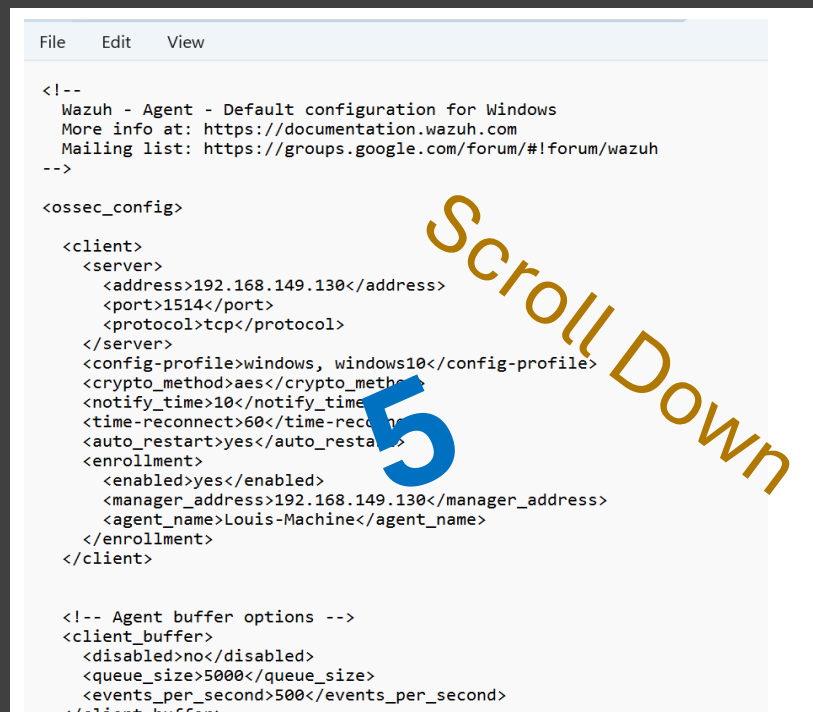 File Edit View
<!--
Wazuh - Agent - Default configuration for Windows
More info at: https://documentation.wazuh.com
Mailing list: https://groups.google.com/forum/#!forum/wazuh
-->
<ossec_config>
<client>
<server>
<address>192.168.149.130</address>
<port>1514</port>
<protocol>tcp</protocol>
</server>
<config-profile>windows, windows10</config-profile>
<crypto_method>aes</crypto_method>
<notify_time>10</notify_time
<time-reconnect>60</time-reconnect
<auto_restart>yes</auto_restart>
<enrollment>
<enabled>yes</enabled>
<manager_address>192.168.149.130</manager_address>
<agent_name>Louis-Machine</agent_name>
</enrollment>
</client>
<!-- Agent buffer options -->
<client_buffer>
<disabled>no</disabled>
<queue_size>5000</queue_size>
<events_per_second>500</events_per_second>
</client_buffer>
Scroll Down
5